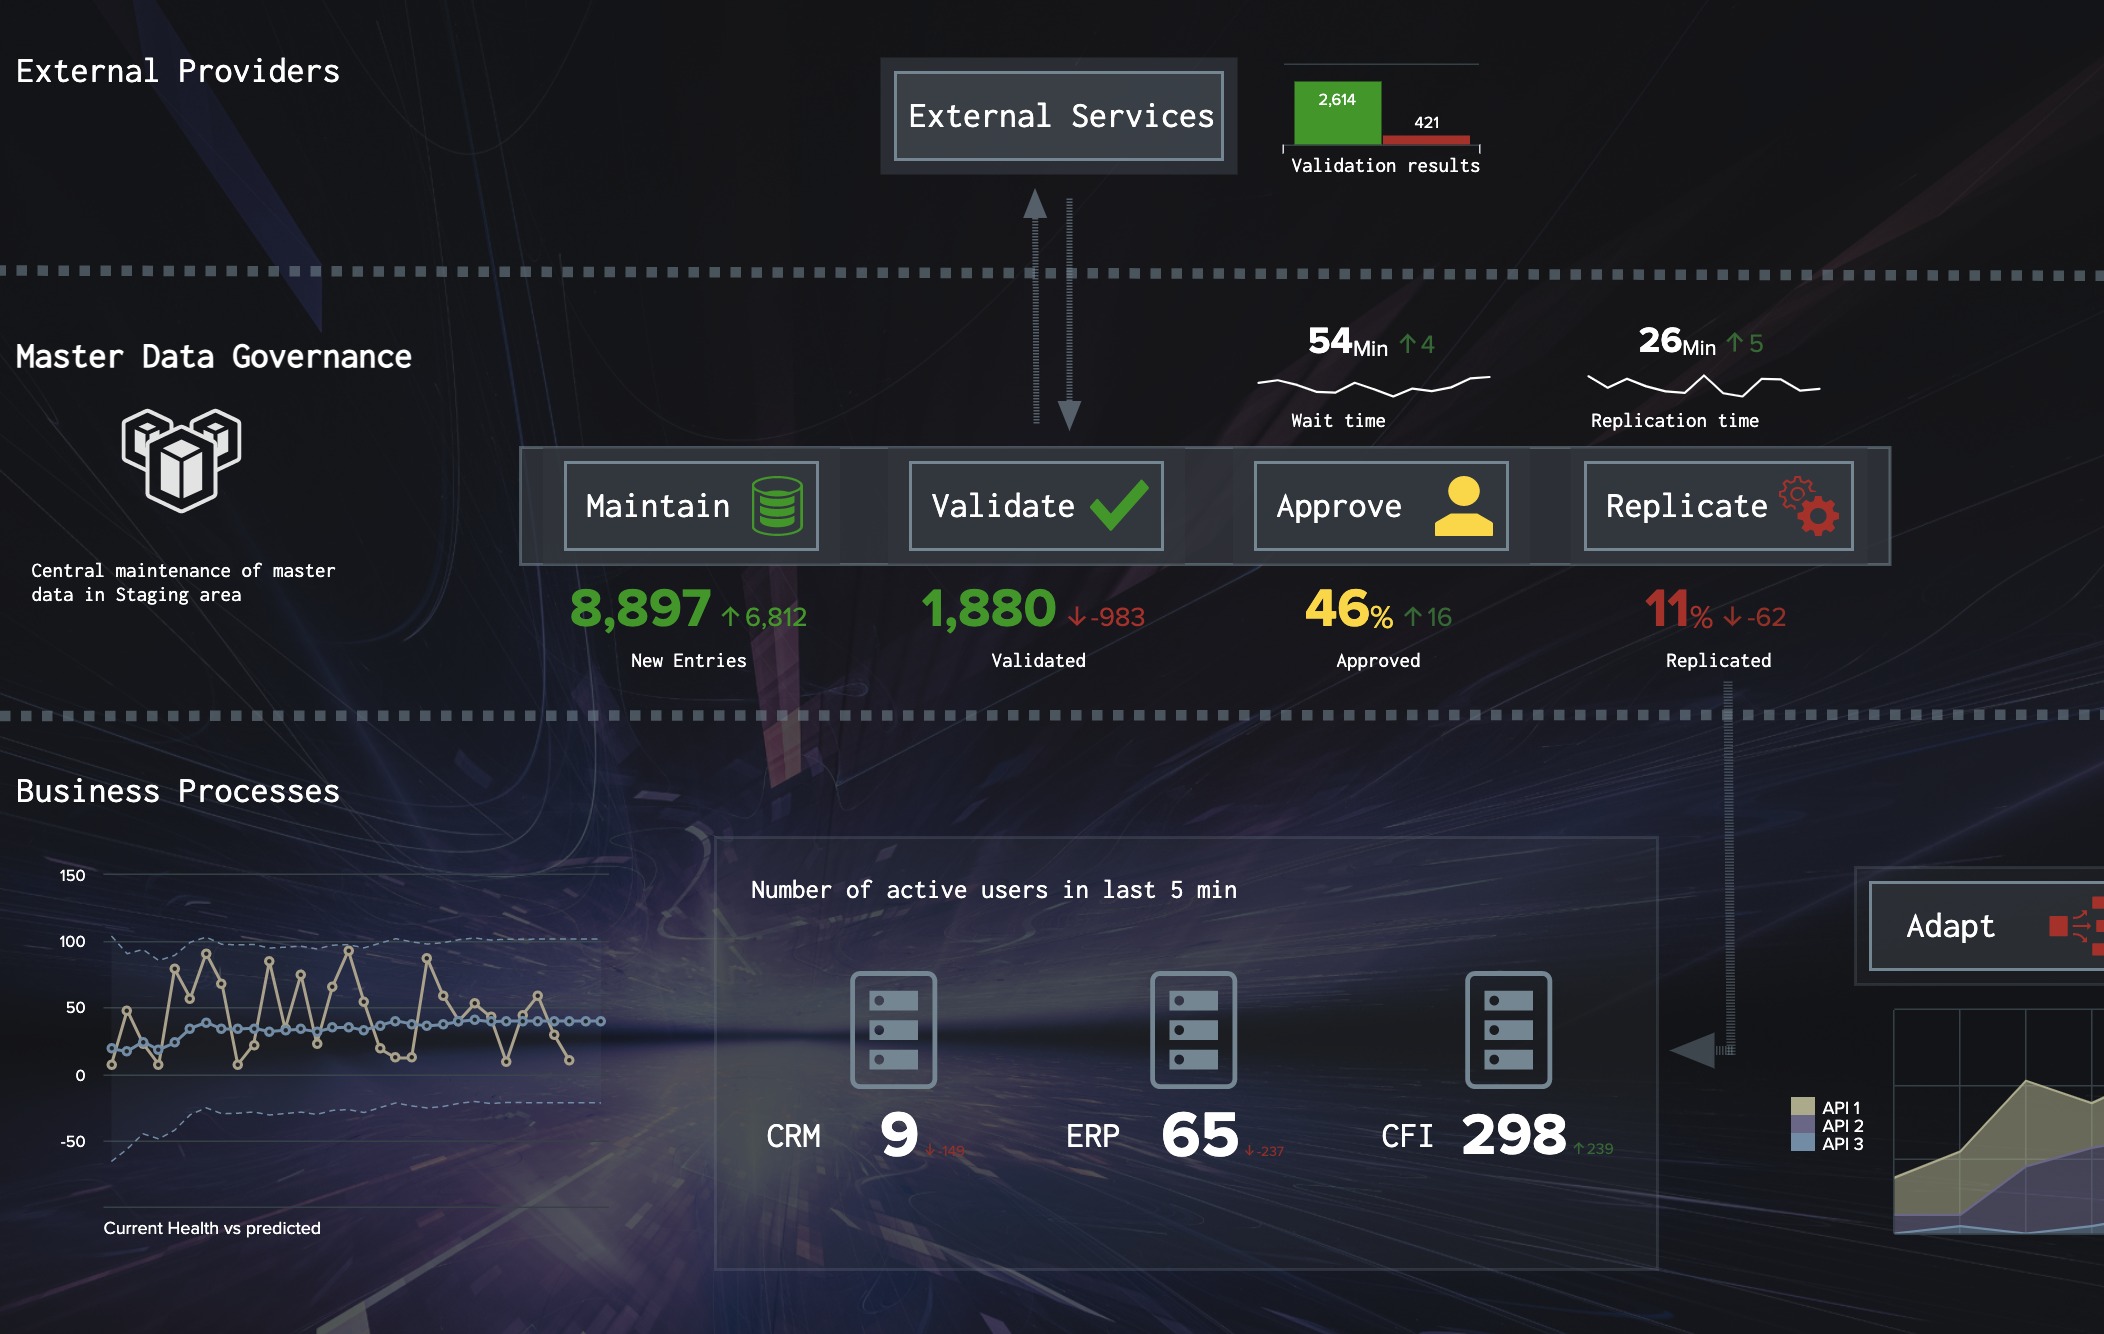 External Providers
External Services
2,614
421
Validation results
Master Data Governance
54Min ↑4
Wait time
26Min ↑5
Replication time
Central maintenance of master
data in Staging area
Maintain
Validate
Approve
Replicate
8,897 ↑6,812
New Entries
1,880 ↓-983
Validated
46% ↑16
Approved
11% ↓-62
Replicated
Business Processes
150
100
50
0
-50
Current Health vs predicted
Number of active users in last 5 min
CRM 9 ↓-149
ERP 65 ↓-237
CFI 298 ↑239
Adapt
API 1
API 2
API 3